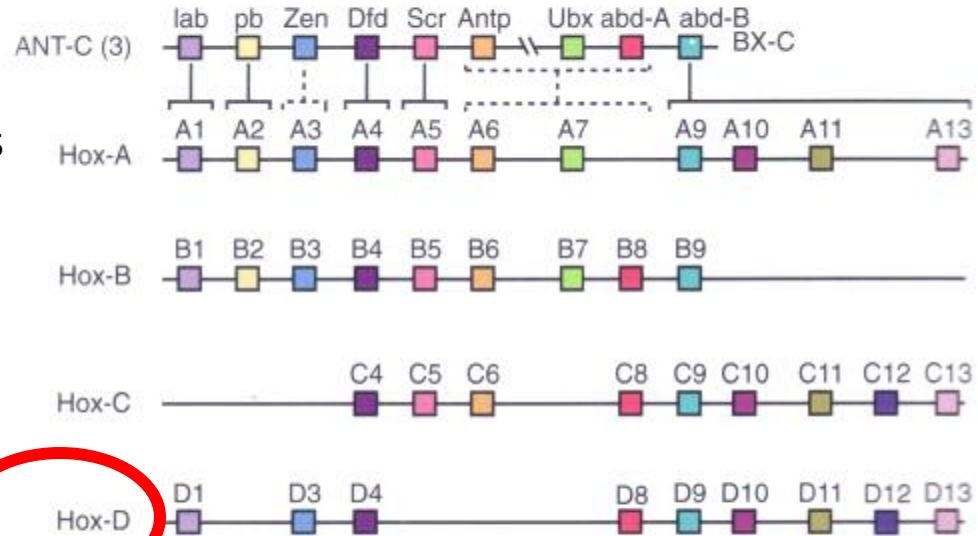 lab pb Zen Dfd Scr Antp Ubx abd-A abd-B
ANT-C (3) BX-C
A1 A2 A3 A4 A5 A6 A7 A9 A10 A11 A13
Hox-A
B1 B2 B3 B4 B5 B6 B7 B8 B9
Hox-B
C4 C5 C6 C8 C9 C10 C11 C12 C13
Hox-C
D1 D3 D4 D8 D9 D10 D11 D12 D13
Hox-D